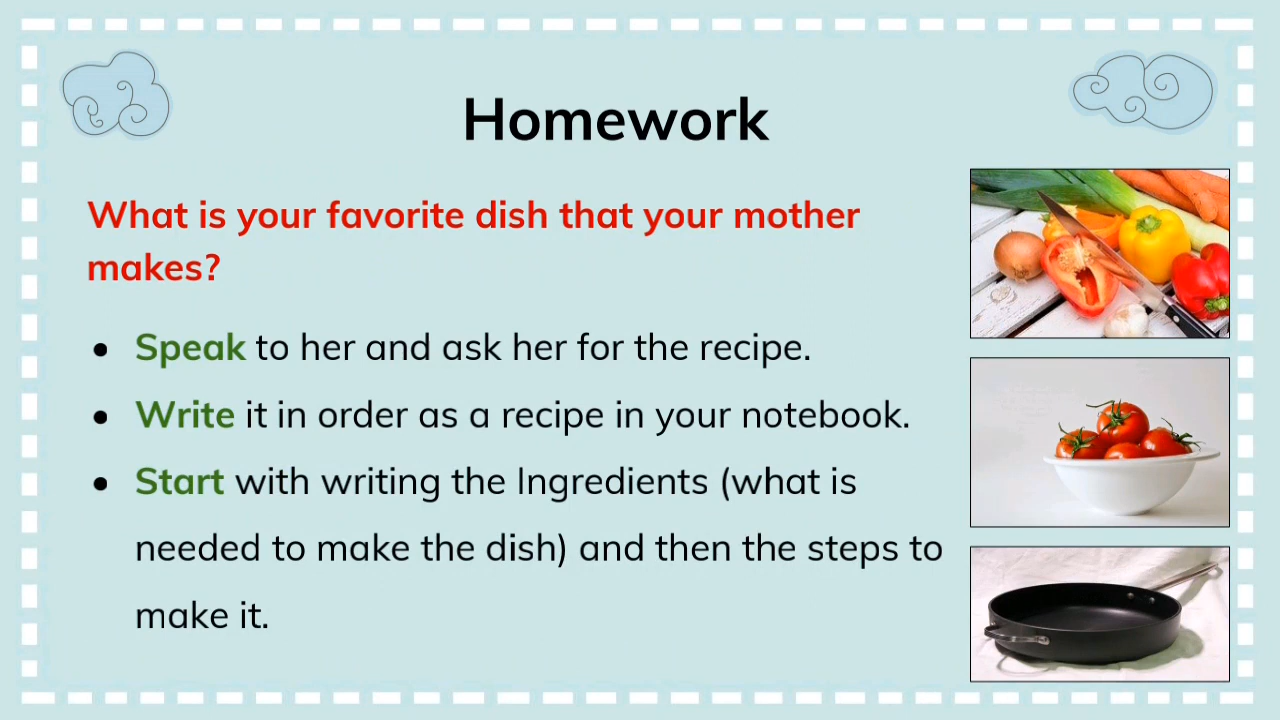 Homework
What is your favorite dish that your mother
makes?
• Speak to her and ask her for the recipe.
• Write it in order as a recipe in your notebook.
• Start with writing the Ingredients (what is
needed to make the dish) and then the steps to
make it.